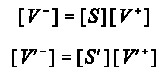 [V⁻] = [S][V⁺]
[V'⁻] = [S'][V'⁺]